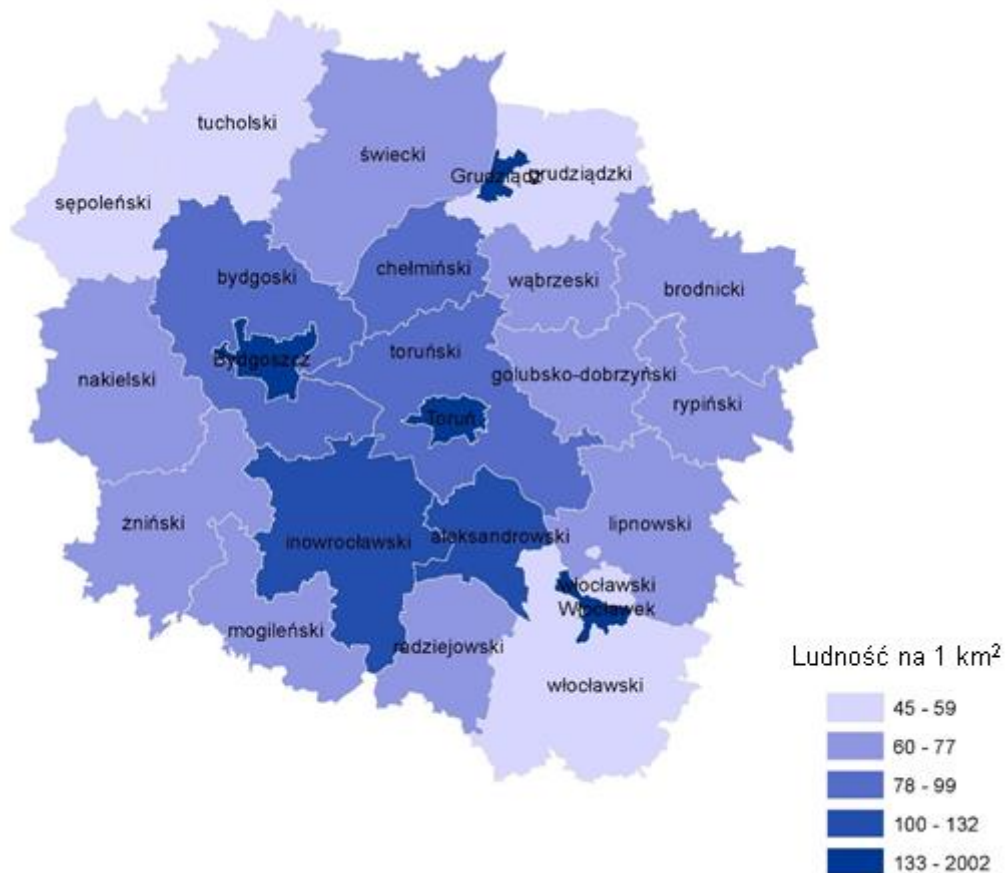 tucholski
świecki
Grudziądz
grudziądzki
sępoleński
bydgoski
chełmiński
wąbrzeski
brodnicki
Bydgoszcz
toruński
nakielski
golubsko-dobrzyński
rypiński
Toruń
żniński
inowrocławski
aleksandrowski
lipnowski
włocławski
Włocławek
mogileński
radziejowski
włocławski
Ludność na 1 km²
45 - 59
60 - 77
78 - 99
100 - 132
133 - 2002